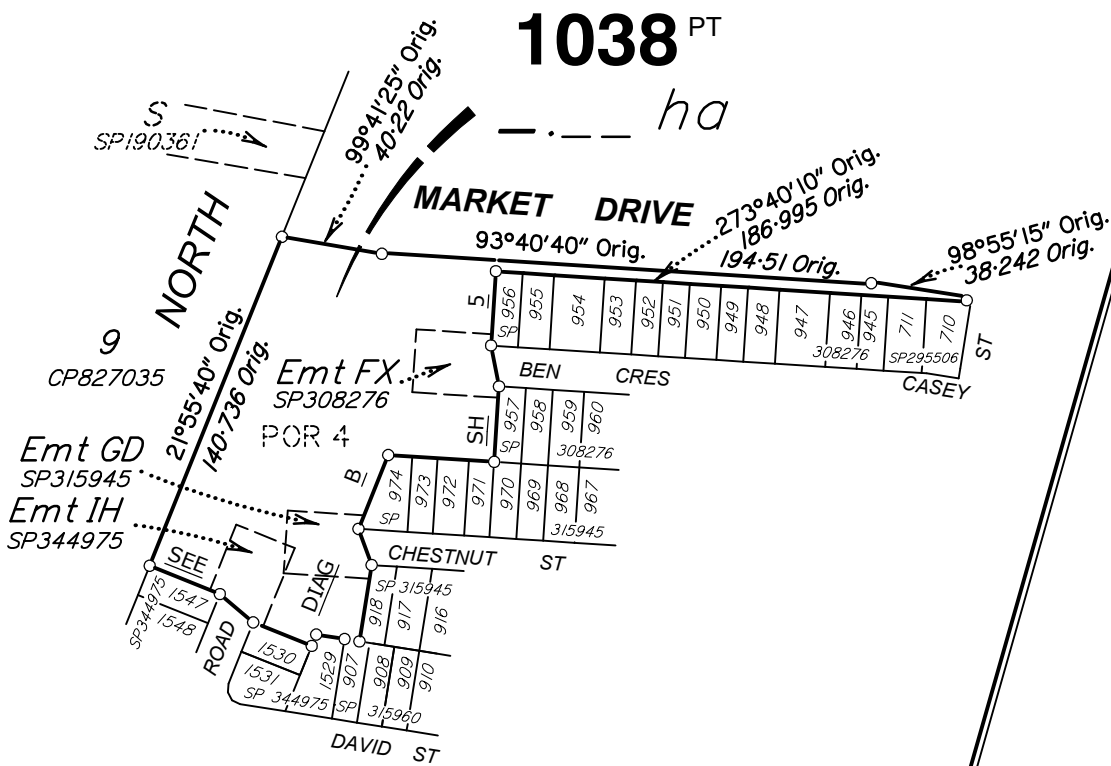 1038 PT
— · — — ha
99°41'25" Orig.
40·22 Orig.
S
SP190361
NORTH
MARKET DRIVE
93°40'40" Orig.
194·51 Orig.
273°40'10" Orig.
186·995 Orig.
98°55'15" Orig.
38·242 Orig.
9
CP827035
21°55'40" Orig.
140·736 Orig.
5
956
955
954
953
952
951
950
949
948
947
946
945
711
710
SP
308276
SP295506
ST
CASEY
BEN CRES
Emt FX
SP308276
POR 4
SH
957
958
959
960
SP
308276
Emt GD
SP315945
B
974
973
972
971
970
969
968
967
SP
315945
Emt IH
SP344975
SEE
DIAG
CHESTNUT ST
SP 315945
918
917
916
SP344975
1547
1548
ROAD
1530
1531
1529
907
908
909
910
SP 344975
SP
315960
DAVID ST